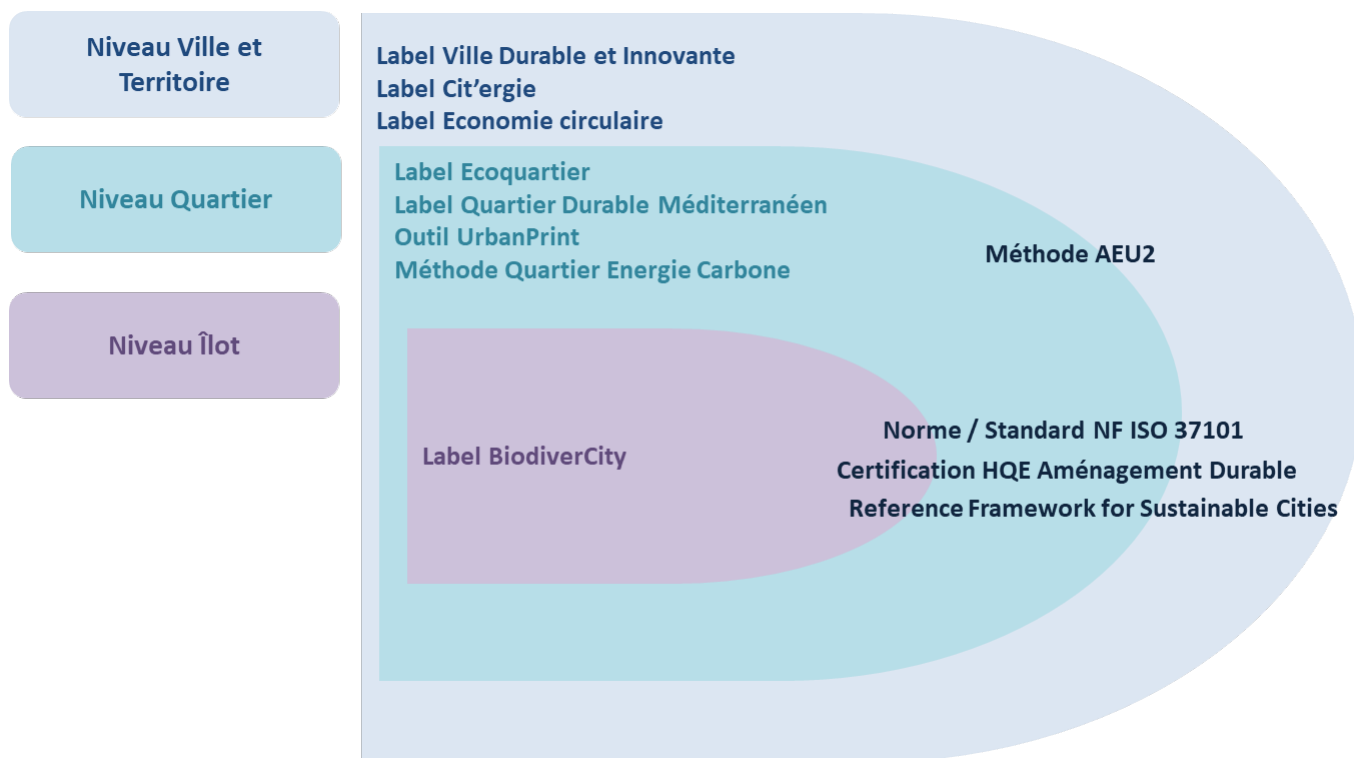 Niveau Ville et
Territoire
Niveau Quartier
Niveau Îlot
Label Ville Durable et Innovante
Label Cit’ergie
Label Economie circulaire
Label Ecoquartier
Label Quartier Durable Méditerranéen
Outil UrbanPrint
Méthode Quartier Energie Carbone
Méthode AEU2
Label BiodiverCity
Norme / Standard NF ISO 37101
Certification HQE Aménagement Durable
Reference Framework for Sustainable Cities